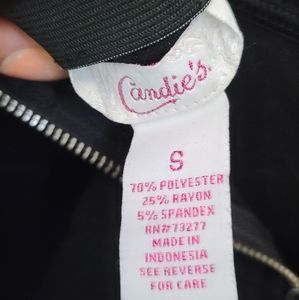 Candie's.
S
70% POLYESTER
25% RAYON
5% SPANDEX
RN#73277
MADE IN
INDONESIA
SEE REVERSE
FOR CARE